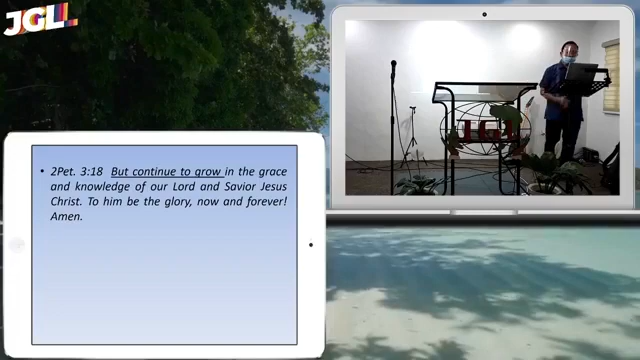 JGL
• 2Pet. 3:18 But continue to grow in the grace
and knowledge of our Lord and Savior Jesus
Christ. To him be the glory, now and forever!
Amen.
JGL